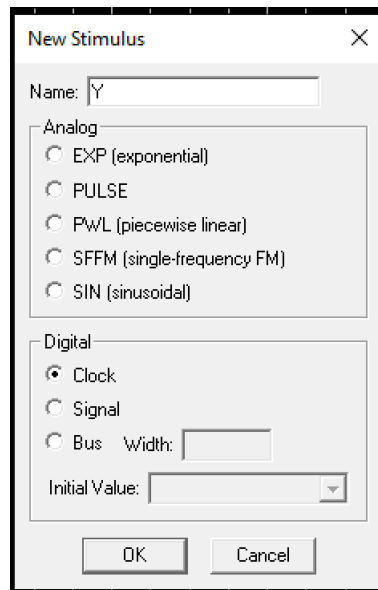 New Stimulus
Name: Y
Analog
EXP (exponential)
PULSE
PWL (piecewise linear)
SFFM (single-frequency FM)
SIN (sinusoidal)
Digital
Clock
Signal
Bus Width:
Initial Value:
OK Cancel